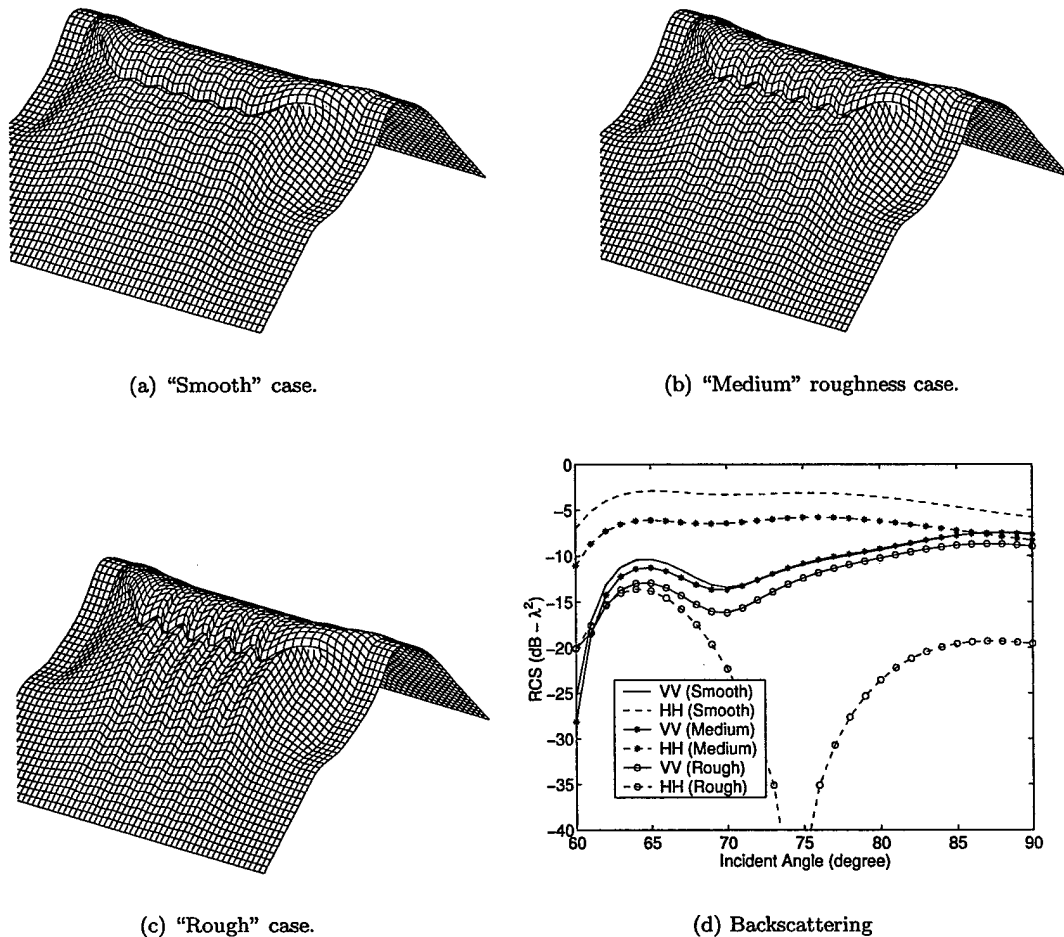 (a) “Smooth” case.
(b) “Medium” roughness case.
0
−5
−10
−15
−20
−25
−30
−35
−40
RCS (dB − λ²)
VV (Smooth)
HH (Smooth)
VV (Medium)
HH (Medium)
VV (Rough)
HH (Rough)
60
65
70
75
80
85
90
Incident Angle (degree)
(c) “Rough” case.
(d) Backscattering